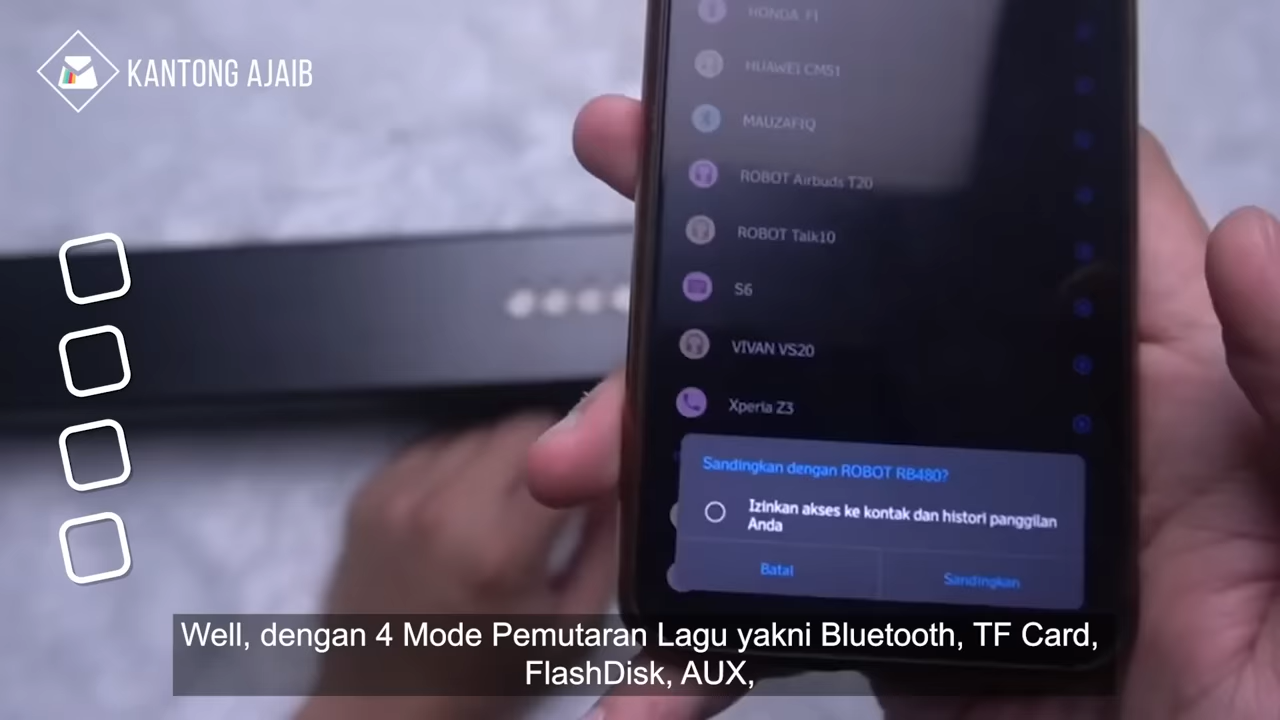 KANTONG AJAIB
HONDA F1
HUAWEI CM51
MAUZAFIQ
ROBOT Airbuds T20
ROBOT Talk10
S6
VIVAN VS20
Xperia Z3
Sandingkan dengan ROBOT RB480?
Izinkan akses ke kontak dan histori panggilan
Anda
Batal
Sandingkan
Well, dengan 4 Mode Pemutaran Lagu yakni Bluetooth, TF Card,
FlashDisk, AUX,